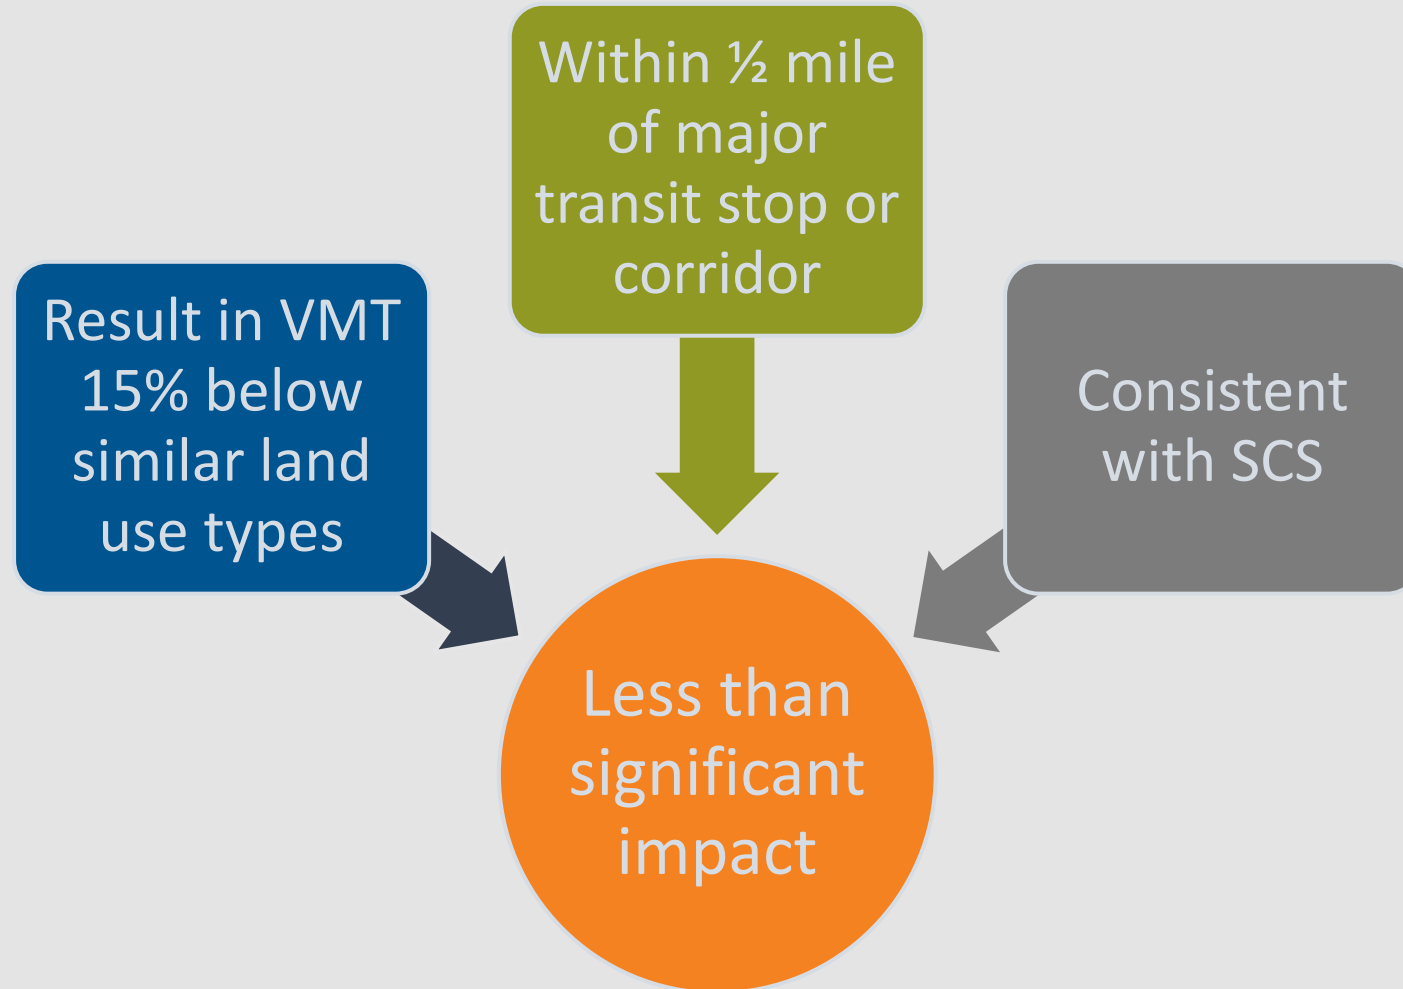 Within ½ mile
of major
transit stop or
corridor
Result in VMT
15% below
similar land
use types
Consistent
with SCS
Less than
significant
impact